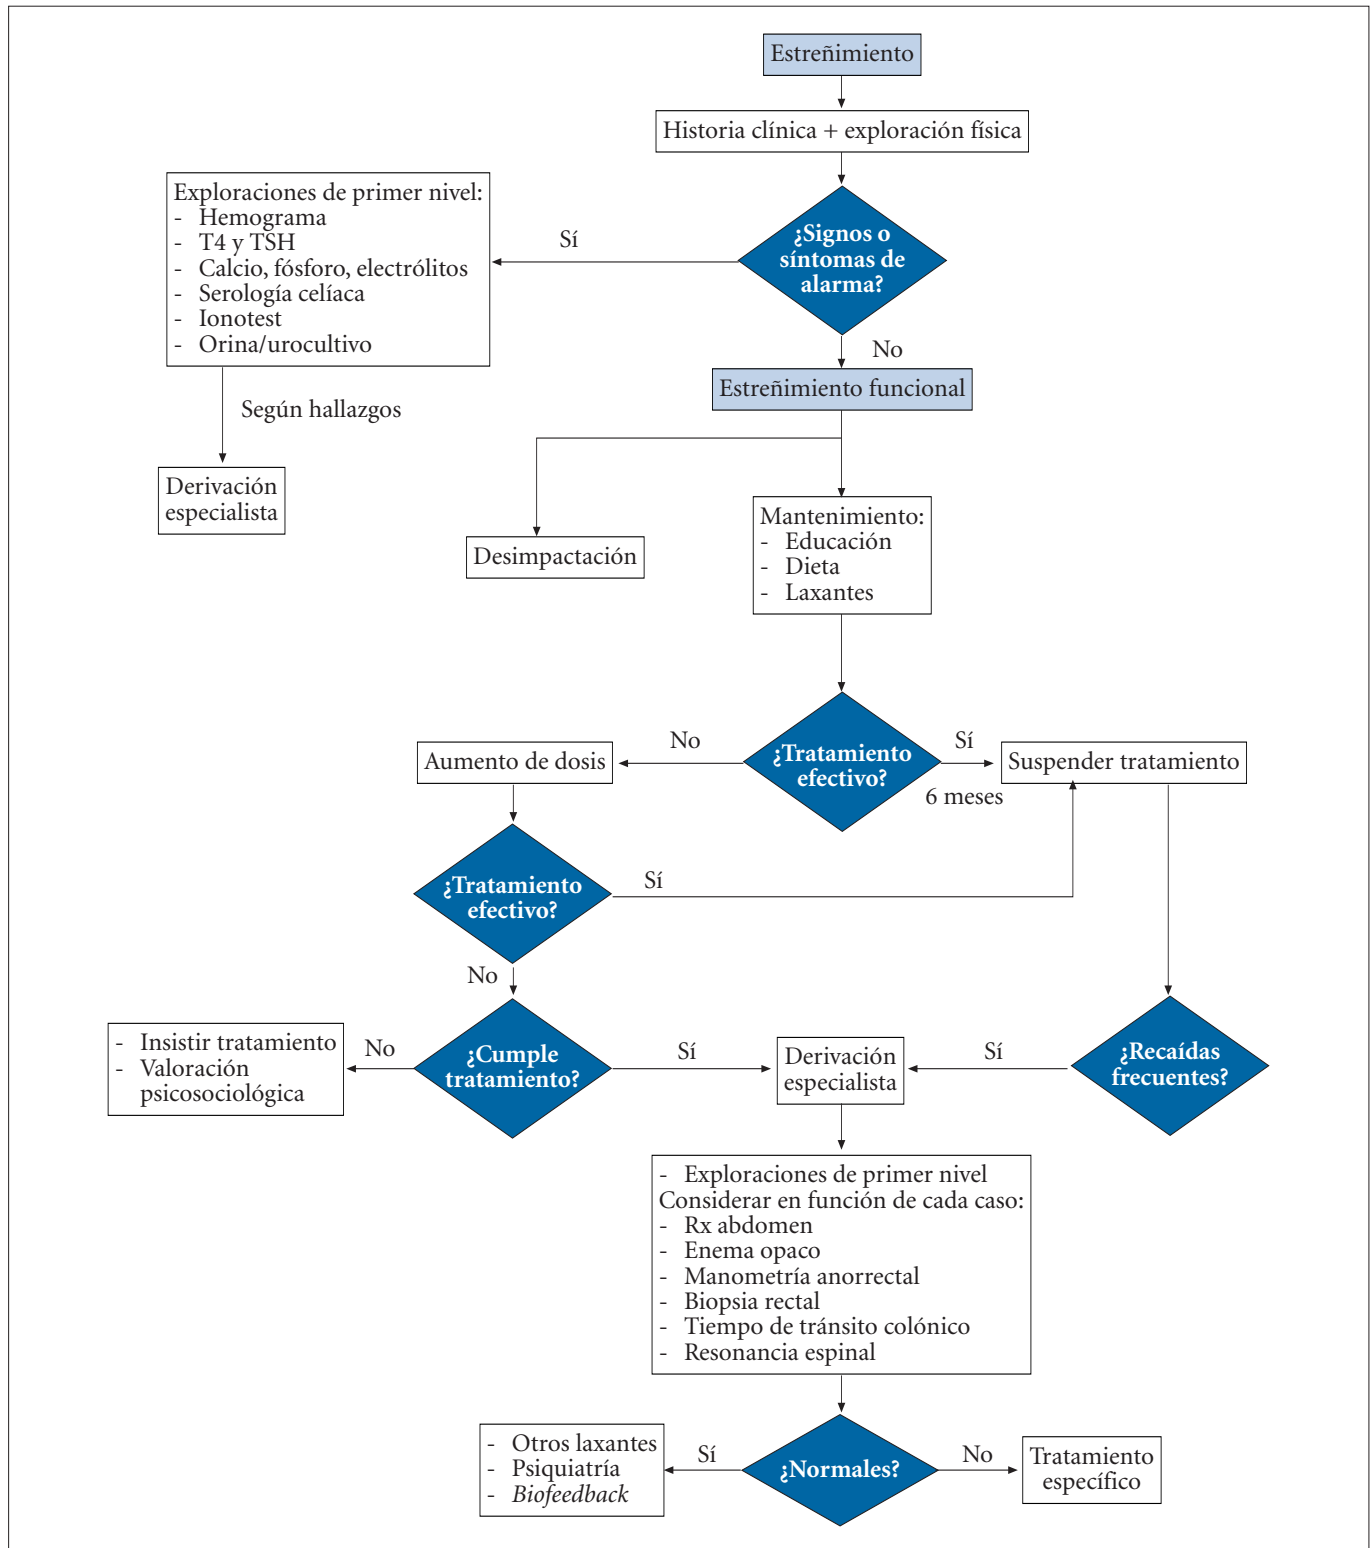 Estreñimiento
Historia clínica + exploración física
¿Signos o
síntomas de
alarma?
Sí
Exploraciones de primer nivel:
- Hemograma
- T4 y TSH
- Calcio, fósforo, electrólitos
- Serología celíaca
- Ionotest
- Orina/urocultivo
Según hallazgos
Derivación
especialista
No
Estreñimiento funcional
Desimpactación
Mantenimiento:
- Educación
- Dieta
- Laxantes
¿Tratamiento
efectivo?
No
Aumento de dosis
Sí
6 meses
Suspender tratamiento
¿Tratamiento
efectivo?
Sí
No
¿Cumple
tratamiento?
No
- Insistir tratamiento
- Valoración
psicosociológica
Sí
Derivación
especialista
Sí
¿Recaídas
frecuentes?
- Exploraciones de primer nivel
Considerar en función de cada caso:
- Rx abdomen
- Enema opaco
- Manometría anorrectal
- Biopsia rectal
- Tiempo de tránsito colónico
- Resonancia espinal
¿Normales?
Sí
- Otros laxantes
- Psiquiatría
- Biofeedback
No
Tratamiento
específico